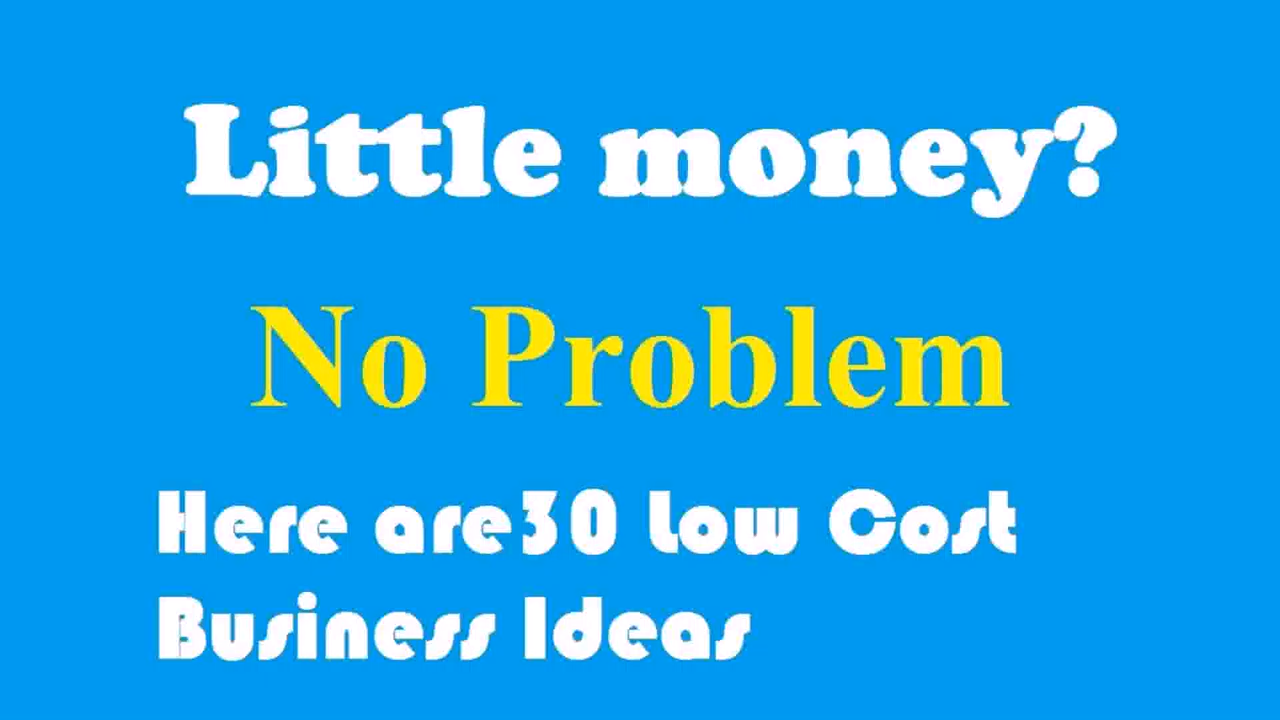 Little money?
No Problem
Here are30 Low Cost
Business Ideas